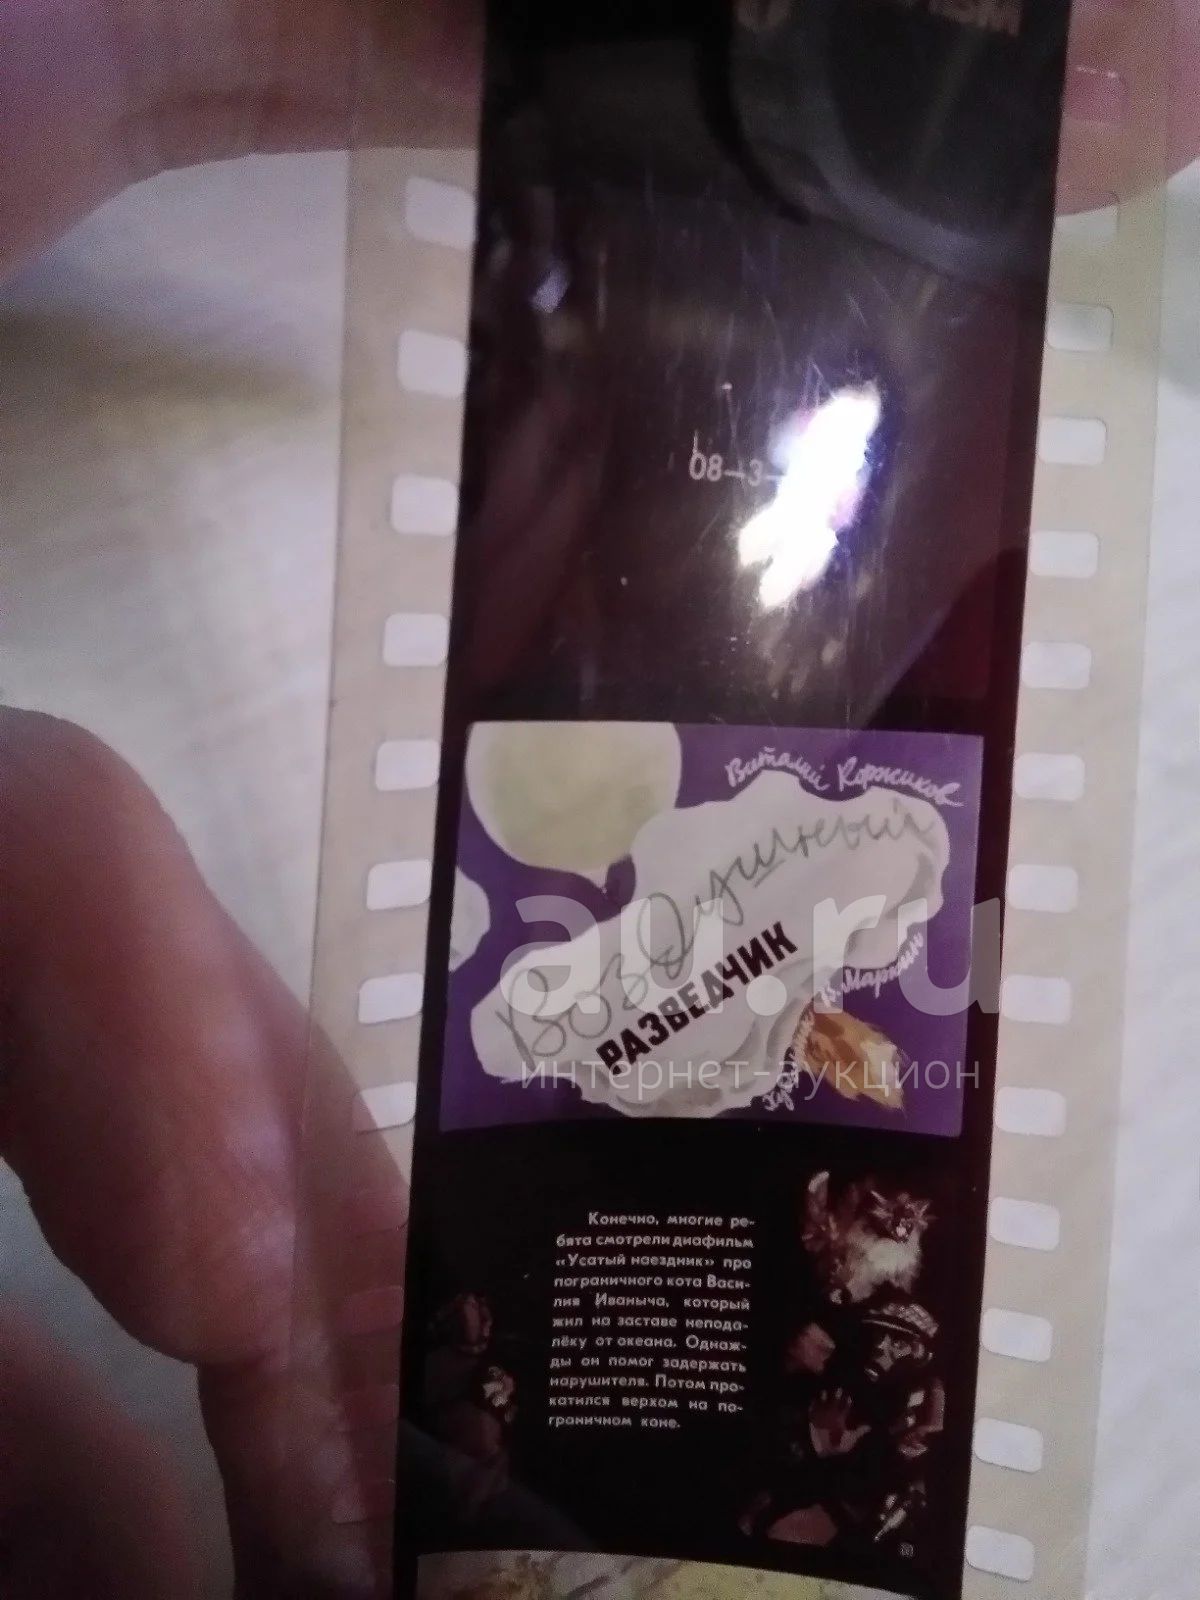 08–3–
Виталий Коржиков
Воздушный
РАЗВЕДЧИК
Художник В. Маркин
au.ru
интернет-аукцион
Конечно, многие ре-
бята смотрели диафильм
«Усатый наездник» про
пограничного кота Васи-
лия Иваныча, который
жил на заставе непода-
лёку от океана. Однаж-
ды он помог задержать
нарушителя. Потом про-
катился верхом на по-
граничном коне.